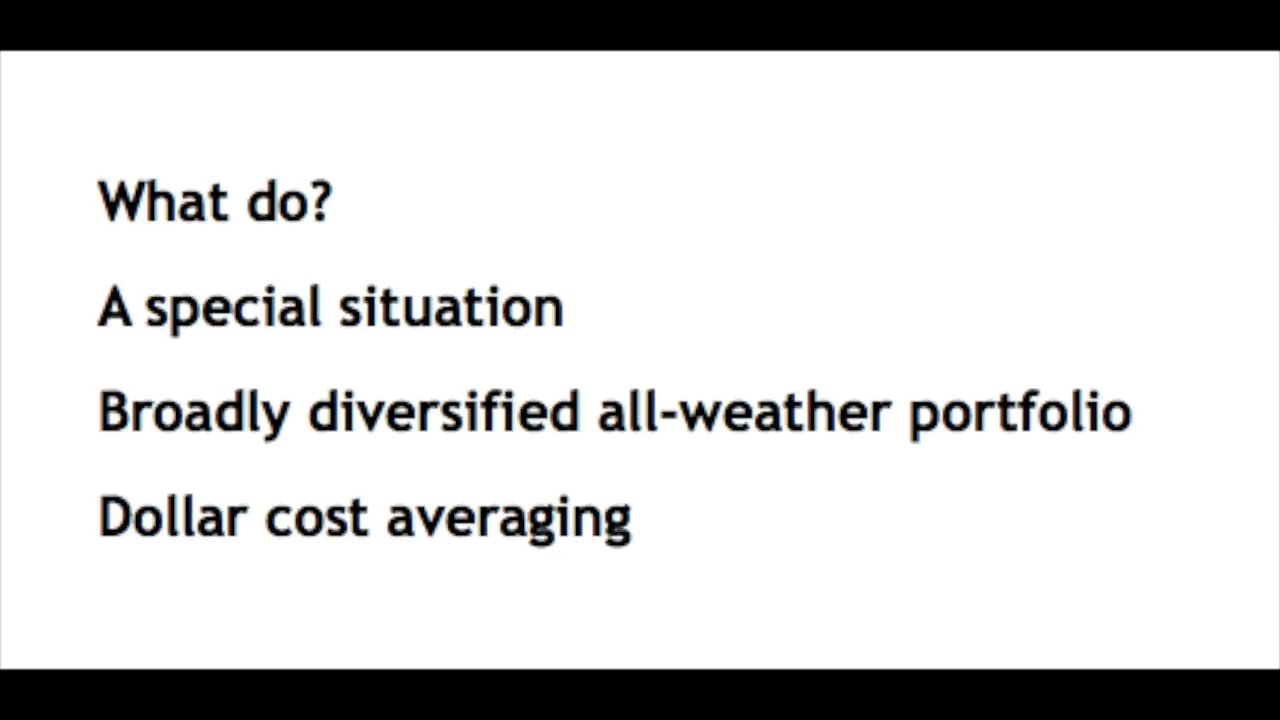 What do?
A special situation
Broadly diversified all-weather portfolio
Dollar cost averaging